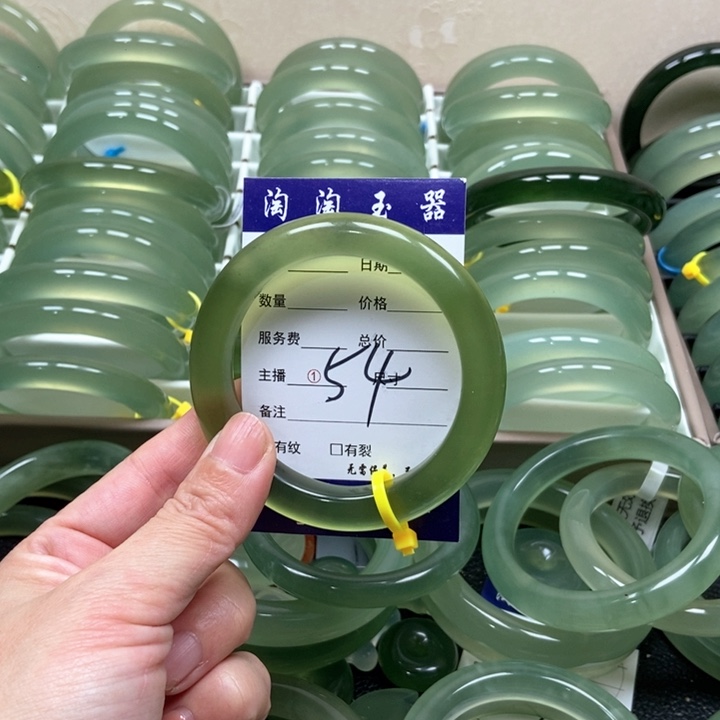 淘淘玉器
日期
数量 价格
服务费 总价
主播 ① 54 尺寸
备注
有纹 □有裂